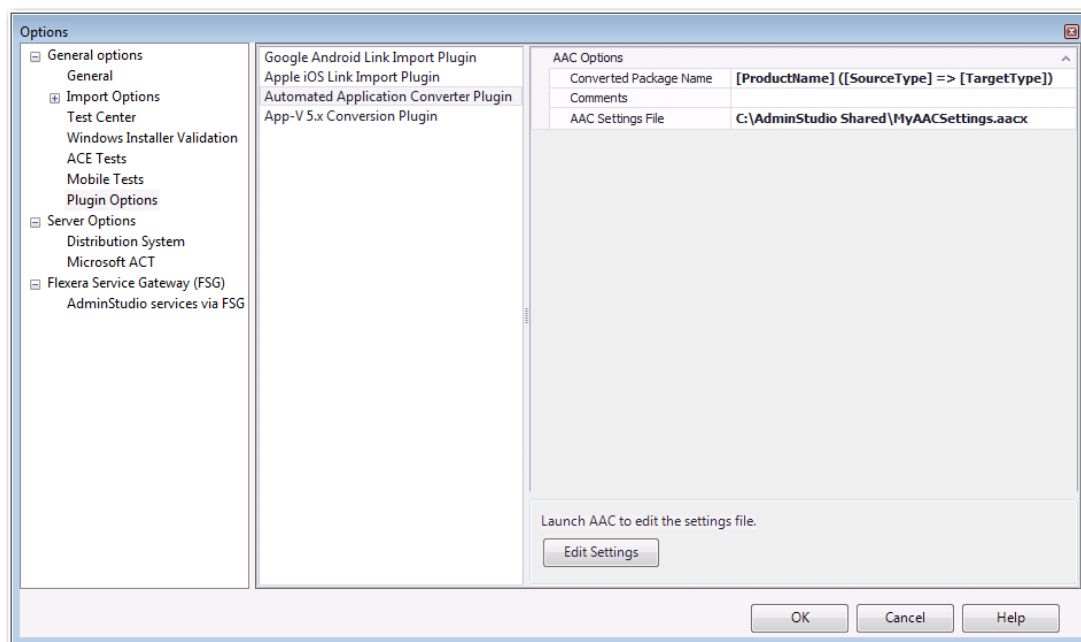 Options
General options
General
Import Options
Test Center
Windows Installer Validation
ACE Tests
Mobile Tests
Plugin Options
Server Options
Distribution System
Microsoft ACT
Flexera Service Gateway (FSG)
AdminStudio services via FSG
Google Android Link Import Plugin
Apple iOS Link Import Plugin
Automated Application Converter Plugin
App-V 5.x Conversion Plugin
AAC Options
Converted Package Name [ProductName] ([SourceType] => [TargetType])
Comments
AAC Settings File C:\AdminStudio Shared\MyAACSettings.aacx
Launch AAC to edit the settings file.
Edit Settings
OK Cancel Help